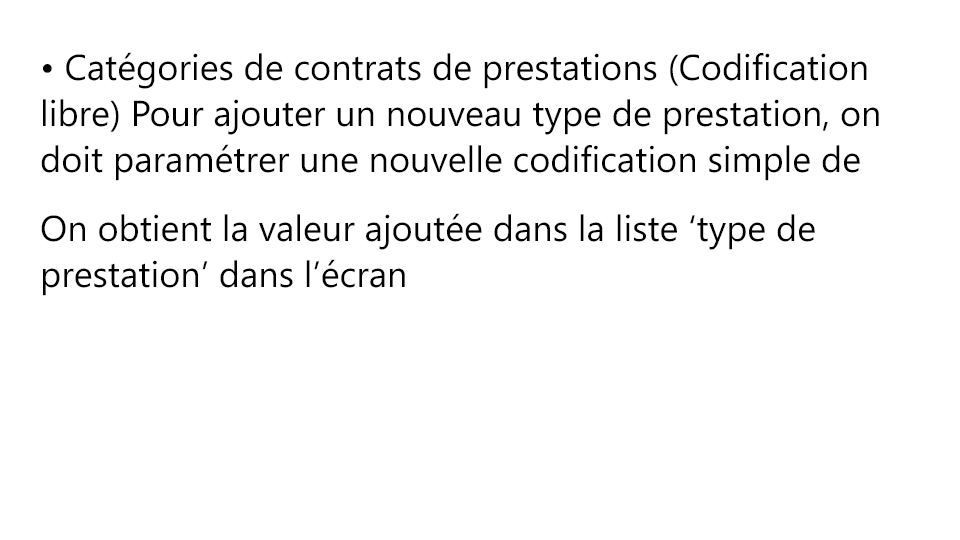 • Catégories de contrats de prestations (Codification
libre) Pour ajouter un nouveau type de prestation, on
doit paramétrer une nouvelle codification simple de
On obtient la valeur ajoutée dans la liste ‘type de
prestation’ dans l’écran